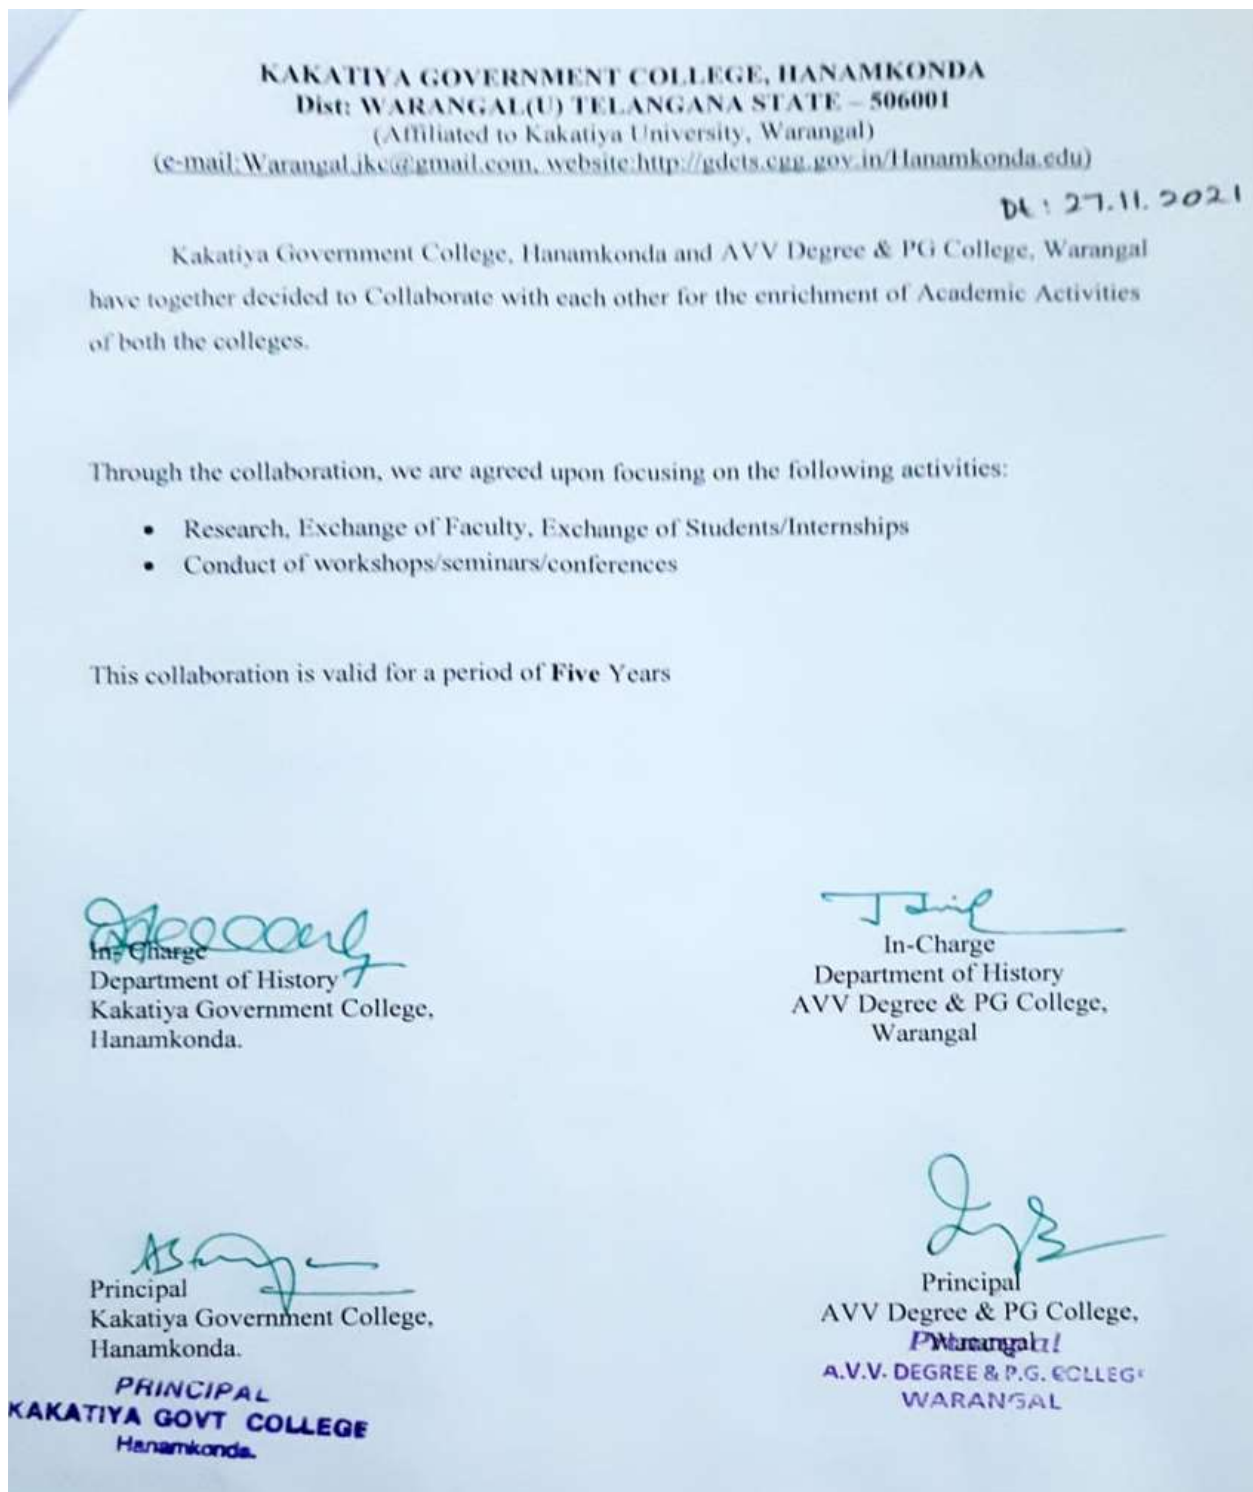 KAKATIYA GOVERNMENT COLLEGE, HANAMKONDA
Dist: WARANGAL(U) TELANGANA STATE – 506001
(Affiliated to Kakatiya University, Warangal)
(e-mail:Warangal.jkc@gmail.com, website:http://gdcts.cgg.gov.in/Hanamkonda.edu)
Dt : 27.11.2021
Kakatiya Government College, Hanamkonda and AVV Degree & PG College, Warangal
have together decided to Collaborate with each other for the enrichment of Academic Activities
of both the colleges.
Through the collaboration, we are agreed upon focusing on the following activities:
• Research, Exchange of Faculty, Exchange of Students/Internships
• Conduct of workshops/seminars/conferences
This collaboration is valid for a period of Five Years
In- Charge
Department of History
Kakatiya Government College,
Hanamkonda.
In-Charge
Department of History
AVV Degree & PG College,
Warangal
Principal
Kakatiya Government College,
Hanamkonda.
PRINCIPAL
KAKATIYA GOVT COLLEGE
Hanamkonda.
Principal
AVV Degree & PG College,
Warangal
Principal
A.V.V. DEGREE & P.G. COLLEGE
WARANGAL